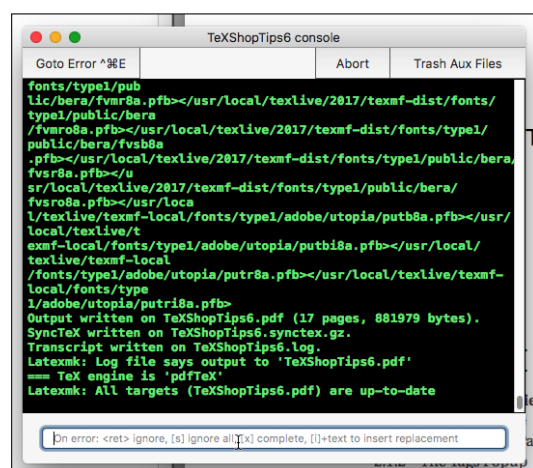 TeXShopTips6 console
Goto Error ^⌘E
Abort
Trash Aux Files
fonts/type1/pub
lic/bera/fvmr8a.pfb></usr/local/texlive/2017/texmf-dist/fonts/
type1/public/bera
/fvmro8a.pfb></usr/local/texlive/2017/texmf-dist/fonts/type1/
public/bera/fvsb8a
.pfb></usr/local/texlive/2017/texmf-dist/fonts/type1/public/bera/
fvsr8a.pfb></u
sr/local/texlive/2017/texmf-dist/fonts/type1/public/bera/
fvsro8a.pfb></usr/loca
l/texlive/texmf-local/fonts/type1/adobe/utopia/putb8a.pfb></usr/
local/texlive/t
exmf-local/fonts/type1/adobe/utopia/putbi8a.pfb></usr/local/
texlive/texmf-local
/fonts/type1/adobe/utopia/putr8a.pfb></usr/local/texlive/texmf-
local/fonts/type
1/adobe/utopia/putri8a.pfb>
Output written on TeXShopTips6.pdf (17 pages, 881979 bytes).
SyncTeX written on TeXShopTips6.synctex.gz.
Transcript written on TeXShopTips6.log.
Latexmk: Log file says output to 'TeXShopTips6.pdf'
=== TeX engine is 'pdfTeX'
Latexmk: All targets (TeXShopTips6.pdf) are up-to-date
On error: <ret> ignore, [s] ignore all, [x] complete, [i]+text to insert replacement